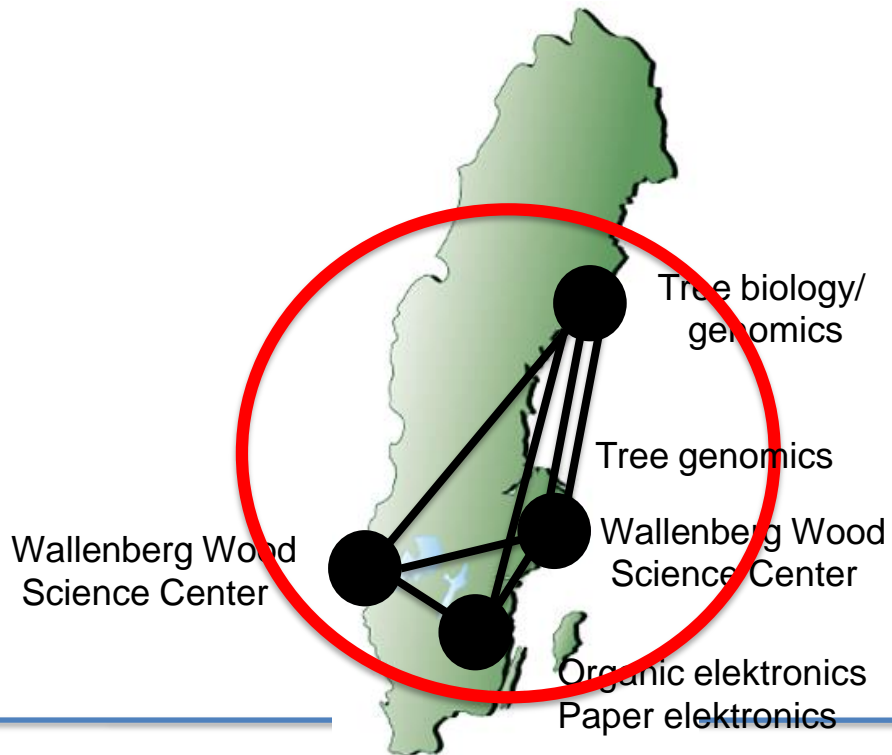 Tree biology/
genomics
Tree genomics
Wallenberg Wood
Science Center
Wallenberg Wood
Science Center
Organic elektronics
Paper elektronics